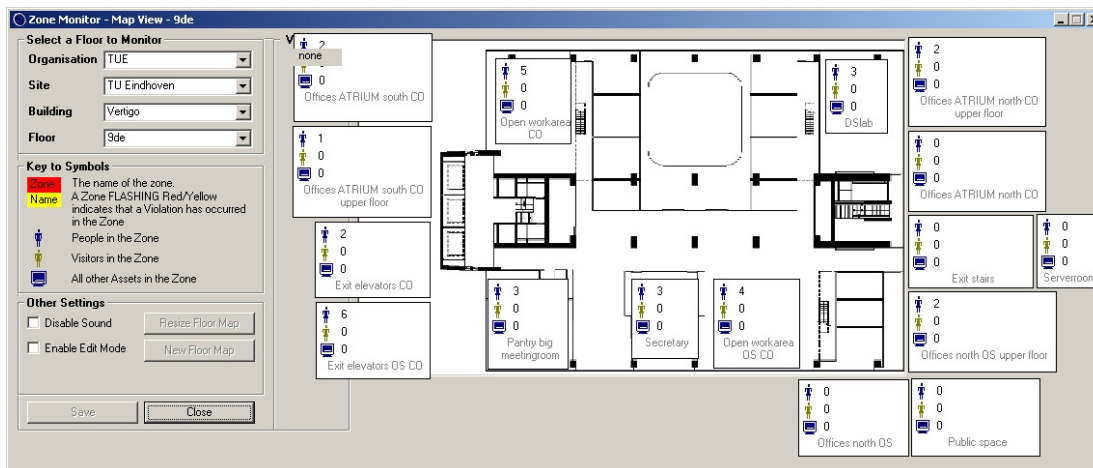 Zone Monitor - Map View - 9de
Select a Floor to Monitor
Organisation TUE
Site TU Eindhoven
Building Vertigo
Floor 9de
Key to Symbols
Zone The name of the zone.
Name A Zone FLASHING Red/Yellow
indicates that a Violation has occurred
in the Zone
People in the Zone
Visitors in the Zone
All other Assets in the Zone
Other Settings
Disable Sound Resize Floor Map
Enable Edit Mode New Floor Map
Save Close
none
2
0
Offices ATRIUM south CO
1
0
0
Offices ATRIUM south CO
upper floor
2
0
0
Exit elevators CO
6
0
0
Exit elevators OS CO
5
0
0
Open workarea
CO
3
0
0
DSlab
3
0
0
Pantry big
meetingroom
3
0
0
Secretary
4
0
0
Open workarea
OS CO
2
0
0
Offices ATRIUM north CO
upper floor
0
0
0
Offices ATRIUM north CO
0
0
0
Exit stairs
0
0
0
Serverroom
2
0
0
Offices north OS upper floor
0
0
0
Offices north OS
0
0
0
Public space